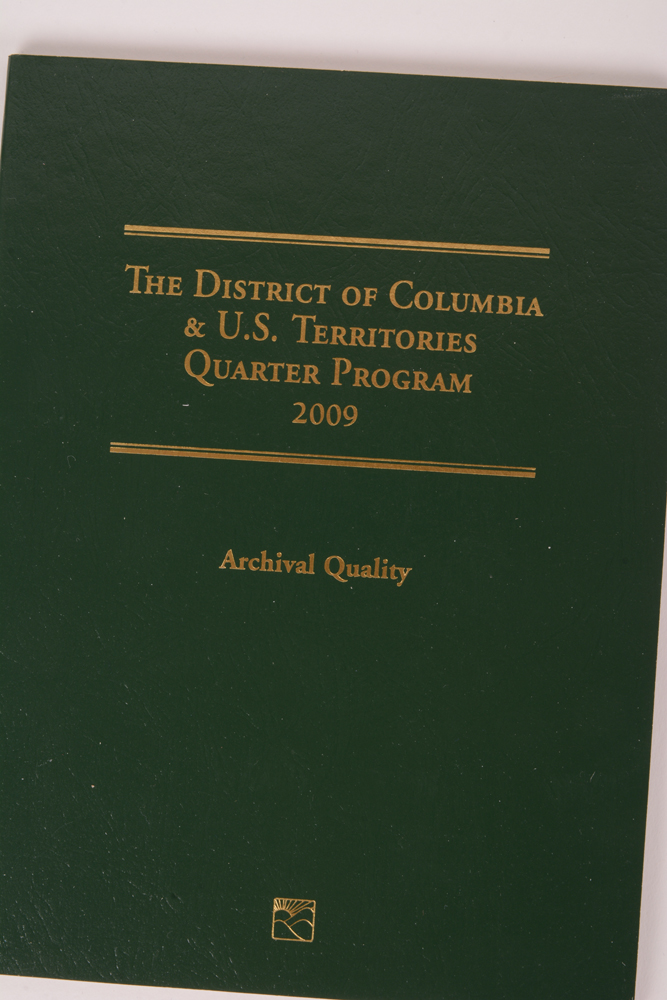 The District of Columbia
& U.S. Territories
Quarter Program
2009
Archival Quality